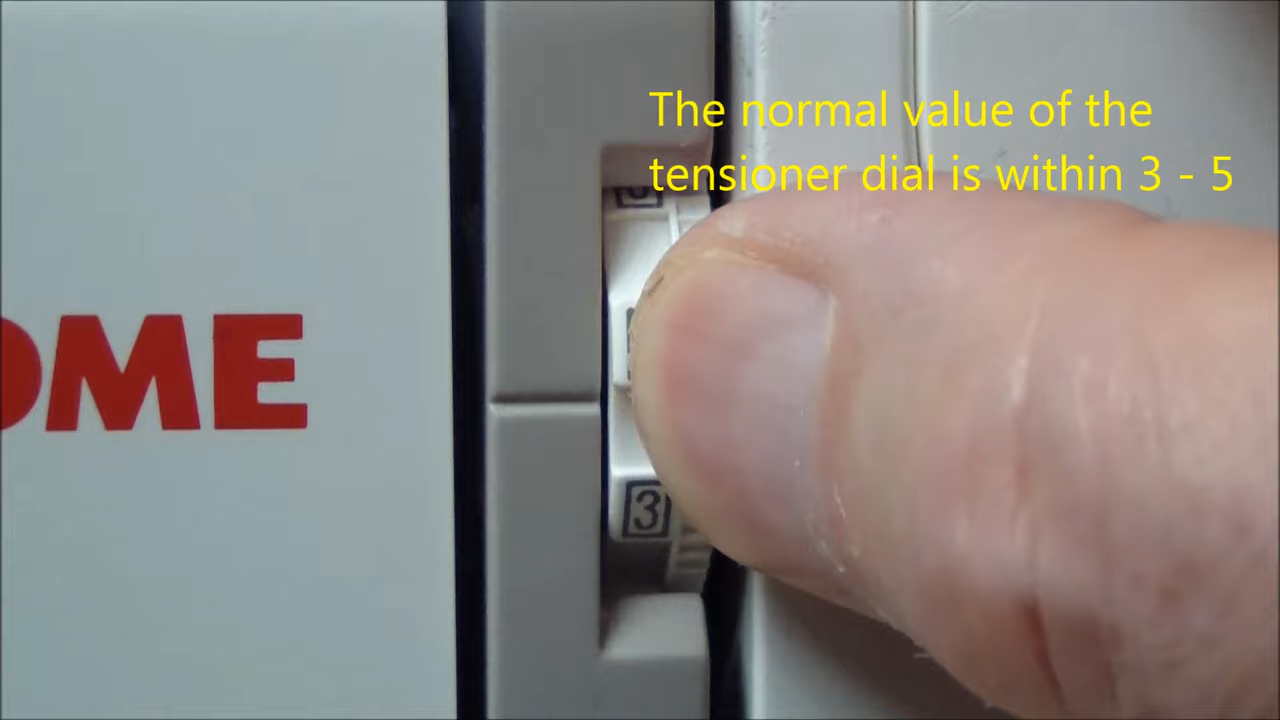 The normal value of the
tensioner dial is within 3 - 5
OME
3